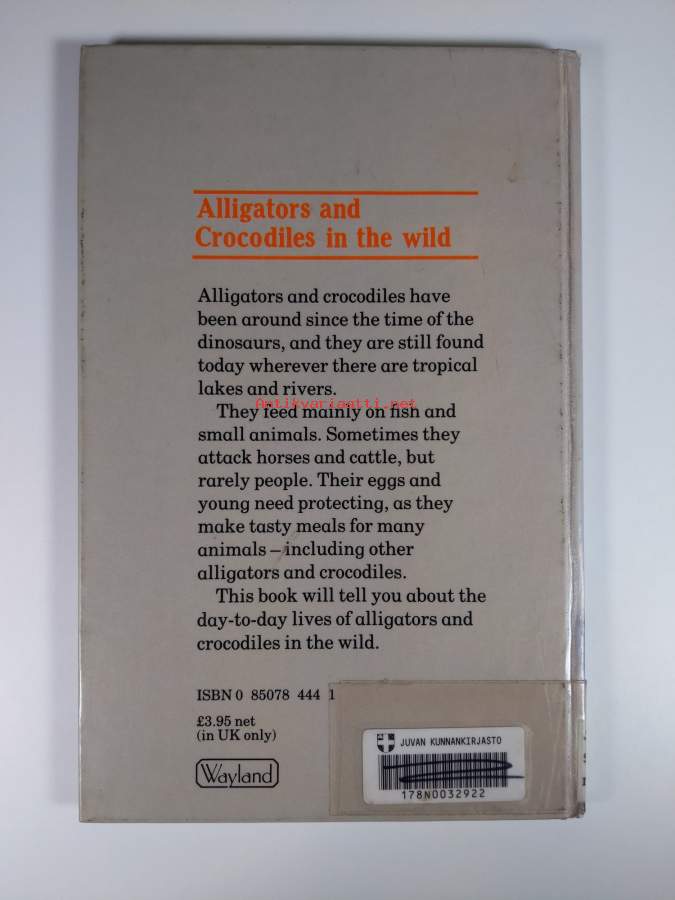 Alligators and
Crocodiles in the wild
Alligators and crocodiles have
been around since the time of the
dinosaurs, and they are still found
today wherever there are tropical
lakes and rivers.
Antikvariaatti.net
They feed mainly on fish and
small animals. Sometimes they
attack horses and cattle, but
rarely people. Their eggs and
young need protecting, as they
make tasty meals for many
animals – including other
alligators and crocodiles.
This book will tell you about the
day-to-day lives of alligators and
crocodiles in the wild.
ISBN 0 85078 444 1
£3.95 net
(in UK only)
Wayland
JUVAN KUNNANKIRJASTO
178N0032922